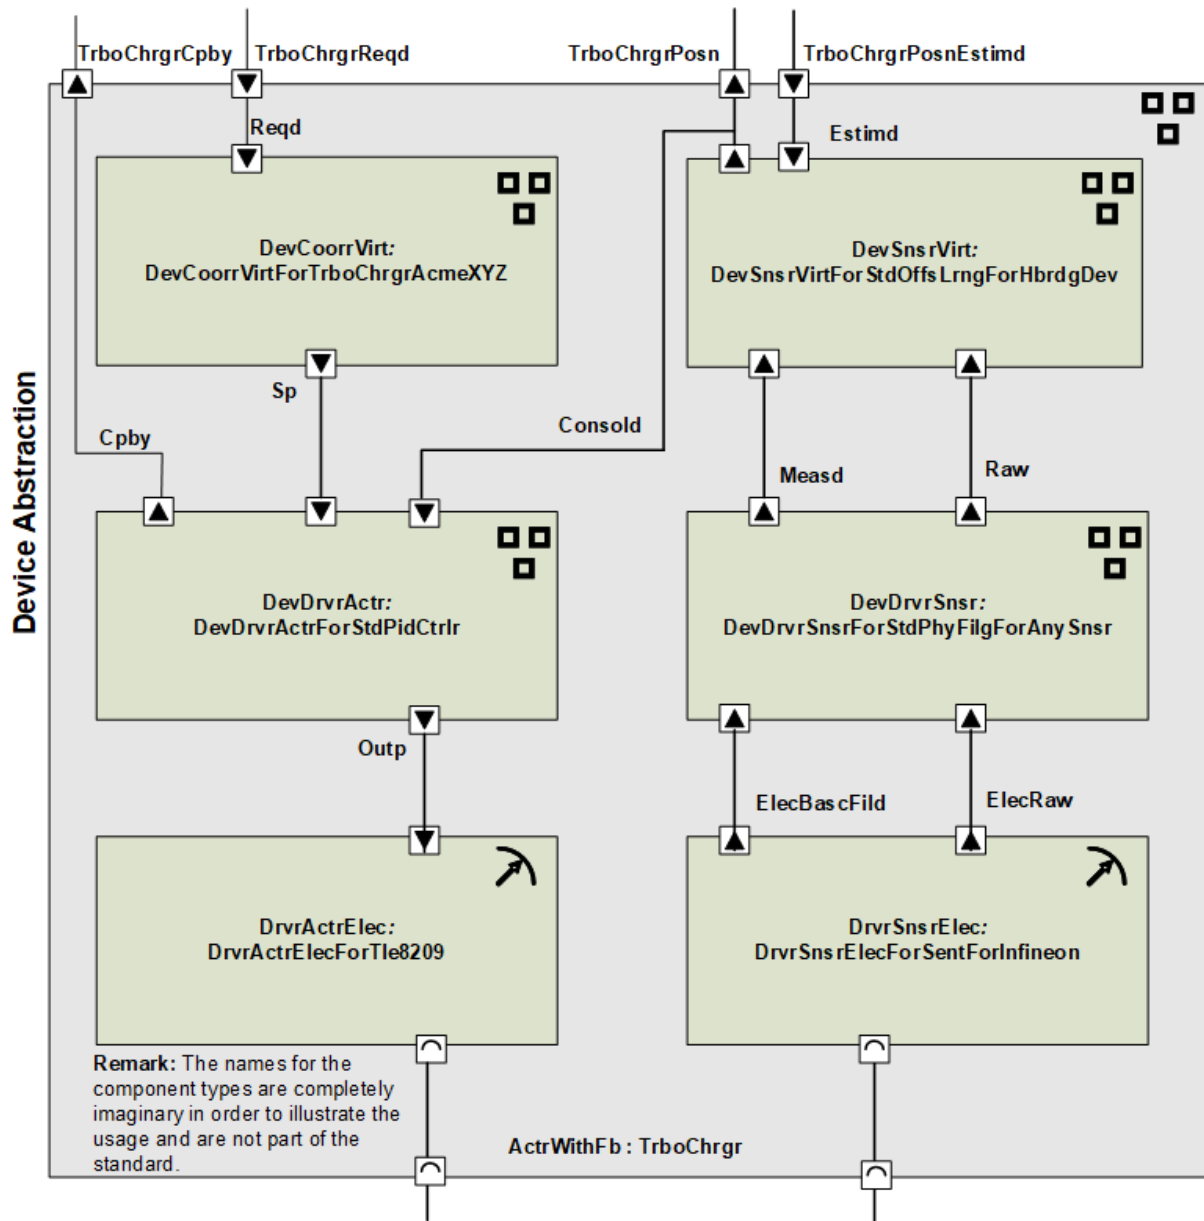 TrboChrgrCpby
TrboChrgrReqd
TrboChrgrPosn
TrboChrgrPosnEstimd
Reqd
Estimd
DevCoorrVirt:
DevCoorrVirtForTrboChrgrAcmeXYZ
DevSnsrVirt:
DevSnsrVirtForStdOffsLrngForHbrdgDev
Device Abstraction
Sp
Cpby
Consold
Measd
Raw
DevDrvrActr:
DevDrvrActrForStdPidCtrlr
DevDrvrSnsr:
DevDrvrSnsrForStdPhyFilgForAnySnsr
Outp
ElecBascFild
ElecRaw
DrvrActrElec:
DrvrActrElecForTle8209
DrvrSnsrElec:
DrvrSnsrElecForSentForInfineon
Remark: The names for the
component types are completely
imaginary in order to illustrate the
usage and are not part of the
standard.
ActrWithFb : TrboChrgr